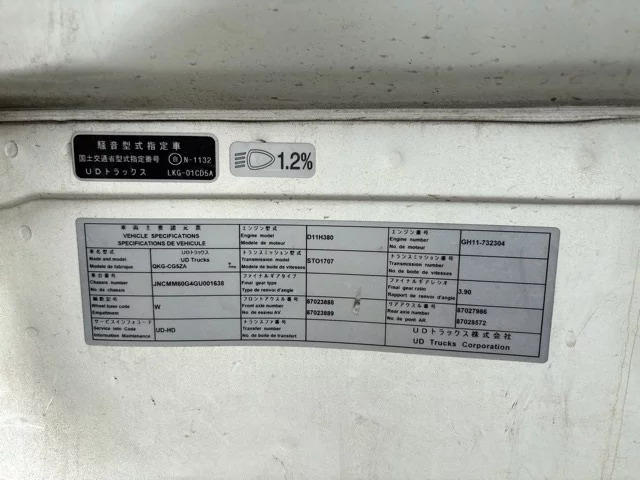 騒音型式指定車
国土交通省型式指定番号 自 N-1132
UDトラックス LKG-01CD5A
1.2%
車両主要諸元票
VEHICLE SPECIFICATIONS
SPECIFICATIONS DE VEHICULE
車名型式 UDトラックス
Make and model UD Trucks
Modele de fabrique QKG-CG5ZA
車台番号
Chassis number JNCMM60G4GU001638
No. de chassis
軸距記号
Wheel base code W
Empattement
サービスインフォコード
Service Info Code UD-HD
Information Maintenance
エンジン型式
Engine model D11H380
Modele de moteur
トランスミッション型式
Transmission model STO1707
Modele de boite de vitesses
ファイナルギアタイプ
Final gear type
Type de renvoi d'angle
フロントアクスル番号 87023888
Front axle number
No. de essieu AV 87023889
トランスファ番号
Transfer number
No. de boite de transfert
エンジン番号
Engine number GH11-732304
No. de moteur
トランスミッション番号
Transmission number
No. de boite de vitesses
ファイナルギアレシオ
Final gear ratio 3.90
Rapport de renvoi d'angle
リアアクスル番号 87027986
Rear axle number
No. de pont AR. 87028572
UDトラックス株式会社
UD Trucks Corporation